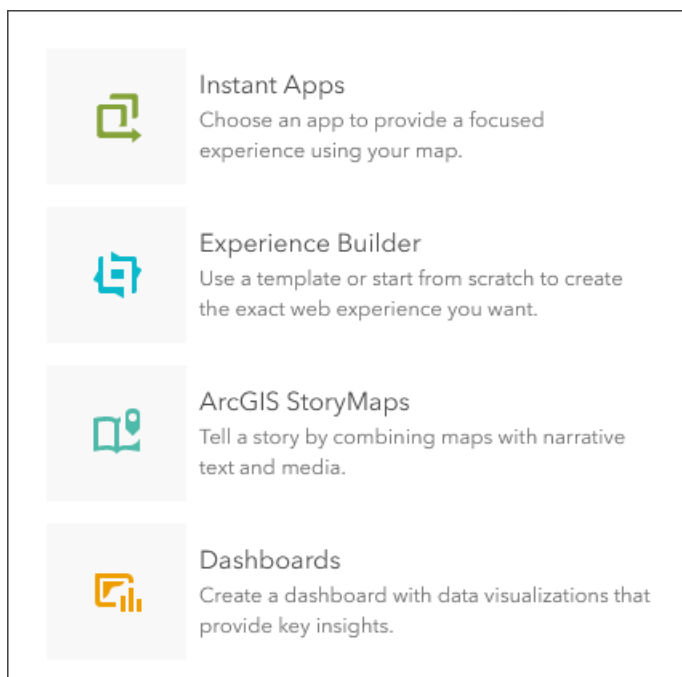 Instant Apps
Choose an app to provide a focused
experience using your map.
Experience Builder
Use a template or start from scratch to create
the exact web experience you want.
ArcGIS StoryMaps
Tell a story by combining maps with narrative
text and media.
Dashboards
Create a dashboard with data visualizations that
provide key insights.